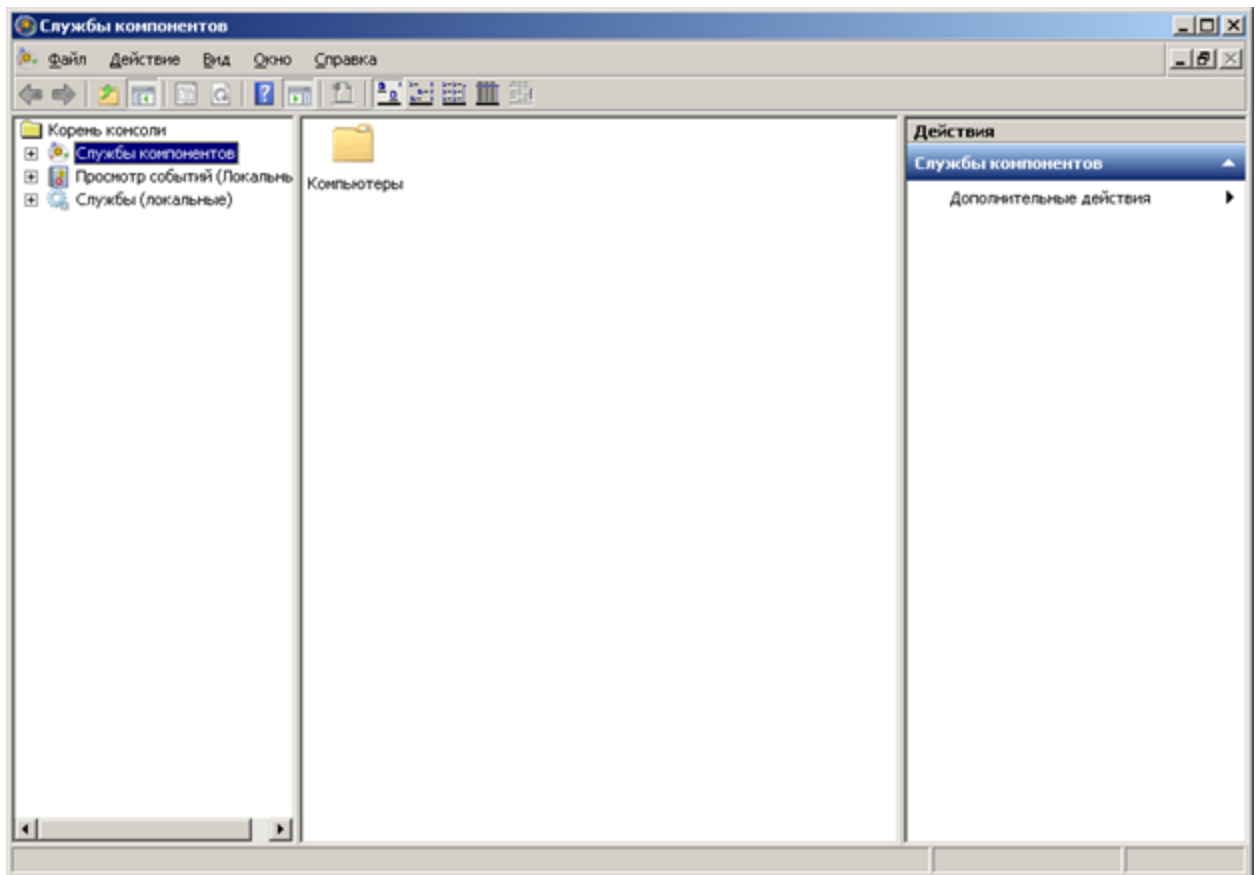 Службы компонентов
Файл Действие Вид Окно Справка
Корень консоли
Службы компонентов
Просмотр событий (Локальнь
Службы (локальные)
Компьютеры
Действия
Службы компонентов
Дополнительные действия